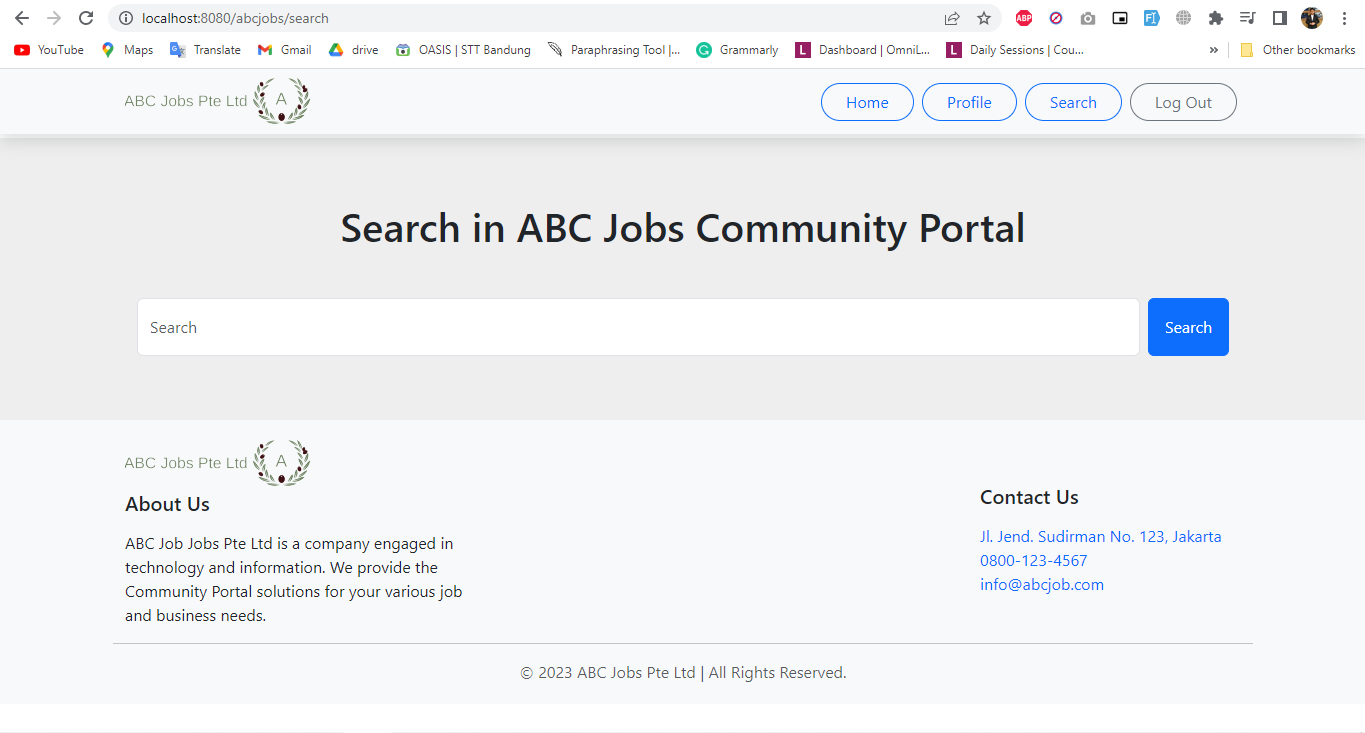 localhost:8080/abcjobs/search
ABP
YouTube Maps Translate Gmail drive OASIS | STT Bandung Paraphrasing Tool |... Grammarly L Dashboard | OmniL... L Daily Sessions | Cou... » Other bookmarks
ABC Jobs Pte Ltd A Home Profile Search Log Out
Search in ABC Jobs Community Portal
Search Search
ABC Jobs Pte Ltd A
About Us
ABC Job Jobs Pte Ltd is a company engaged in
technology and information. We provide the
Community Portal solutions for your various job
and business needs.
Contact Us
Jl. Jend. Sudirman No. 123, Jakarta
0800-123-4567
info@abcjob.com
© 2023 ABC Jobs Pte Ltd | All Rights Reserved.